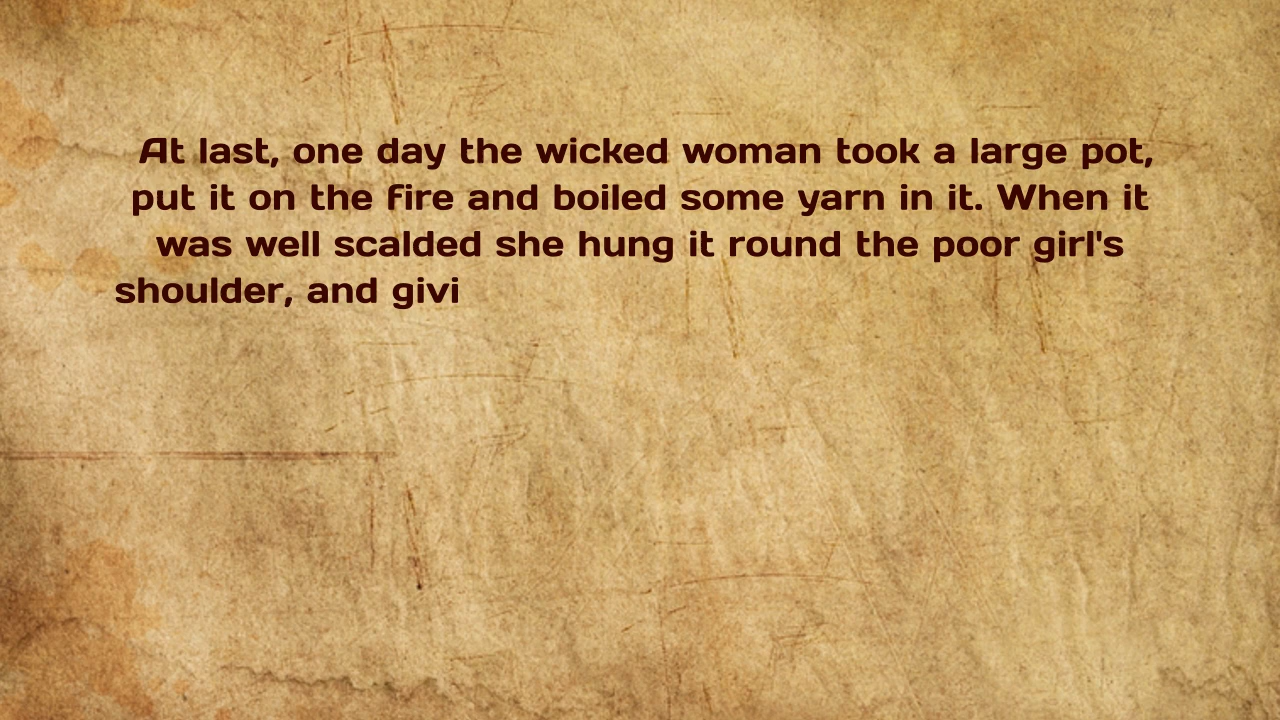 At last, one day the wicked woman took a large pot,
put it on the fire and boiled some yarn in it. When it
was well scalded she hung it round the poor girl's
shoulder, and givi